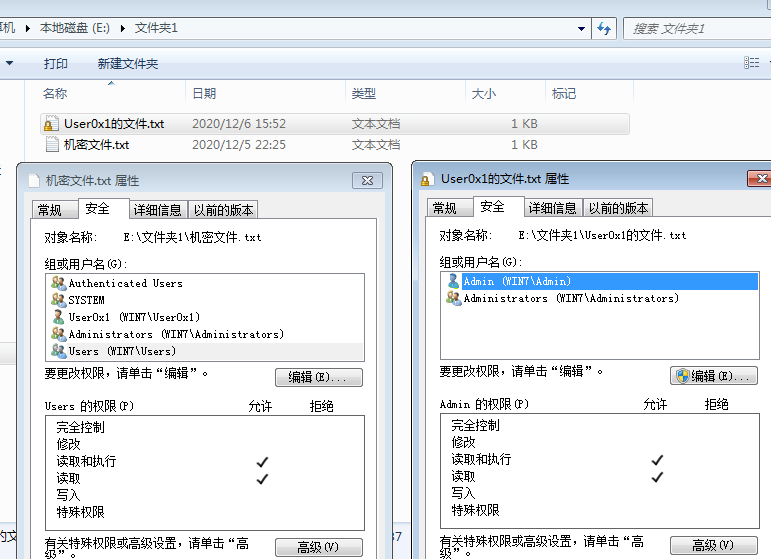 算机 ▸ 本地磁盘 (E:) ▸ 文件夹1
搜索 文件夹1
打印 新建文件夹
名称 日期 类型 大小 标记
User0x1的文件.txt 2020/12/6 15:52 文本文档 1 KB
机密文件.txt 2020/12/5 22:25 文本文档 1 KB
机密文件.txt 属性
常规 安全 详细信息 以前的版本
对象名称: E:\文件夹1\机密文件.txt
组或用户名(G):
Authenticated Users
SYSTEM
User0x1 (WIN7\User0x1)
Administrators (WIN7\Administrators)
Users (WIN7\Users)
要更改权限，请单击“编辑”。 编辑(E)...
Users 的权限(P) 允许 拒绝
完全控制
修改
读取和执行
读取
写入
特殊权限
有关特殊权限或高级设置，请单击“高
级”。 高级(V)
User0x1的文件.txt 属性
常规 安全 详细信息 以前的版本
对象名称: E:\文件夹1\User0x1的文件.txt
组或用户名(G):
Admin (WIN7\Admin)
Administrators (WIN7\Administrators)
要更改权限，请单击“编辑”。 编辑(E)...
Admin 的权限(P) 允许 拒绝
完全控制
修改
读取和执行
读取
写入
特殊权限
有关特殊权限或高级设置，请单击“高
级”。 高级(V)
的文
37